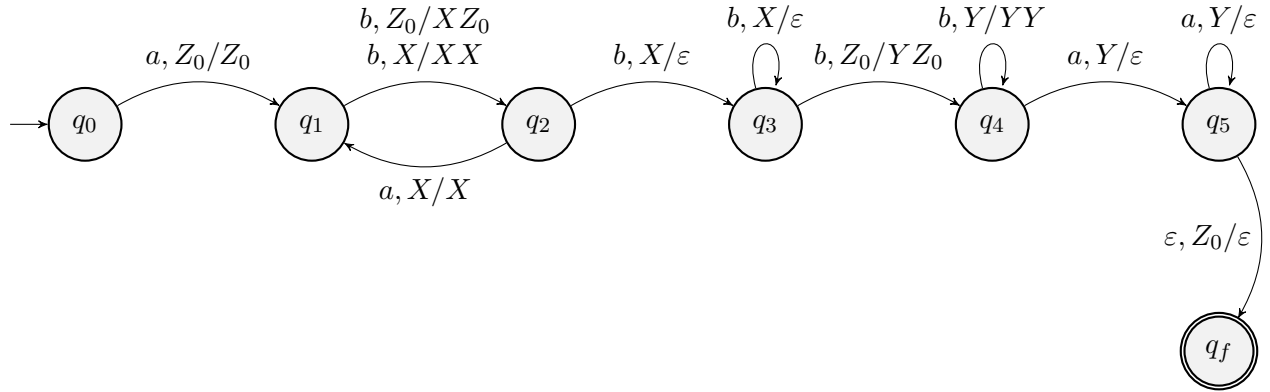 b, Z₀/XZ₀
b, X/ε
b, Y/YY
a, Y/ε
a, Z₀/Z₀
b, X/XX
b, X/ε
b, Z₀/YZ₀
a, Y/ε
q₀
q₁
q₂
q₃
q₄
q₅
a, X/X
ε, Z₀/ε
q_f